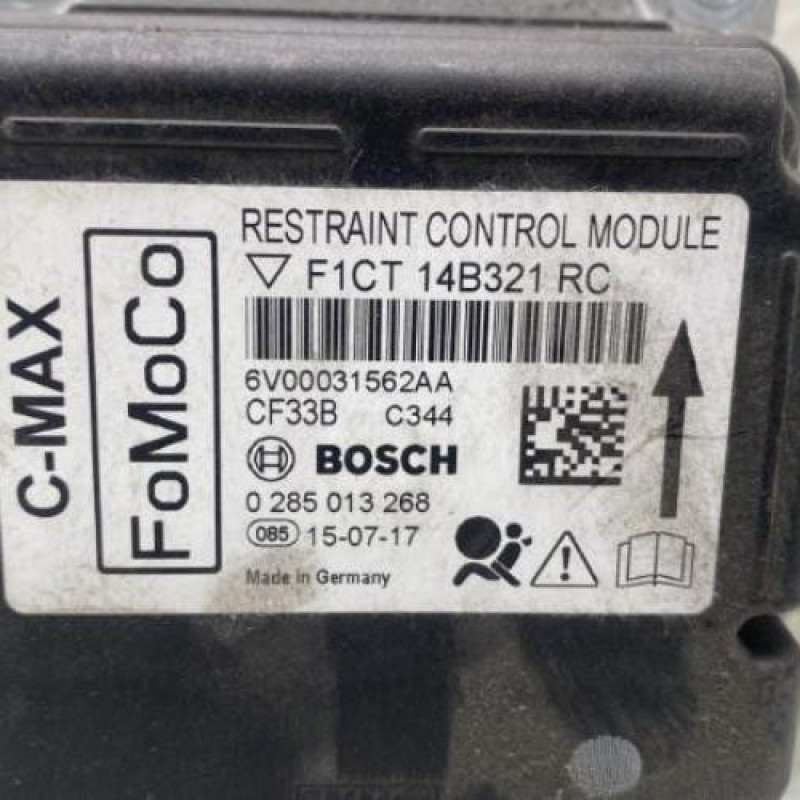 RESTRAINT CONTROL MODULE
F1CT 14B321 RC
C-MAX
FoMoCo
6V00031562AA
CF33B C344
BOSCH
0 285 013 268
085 15-07-17
Made in Germany